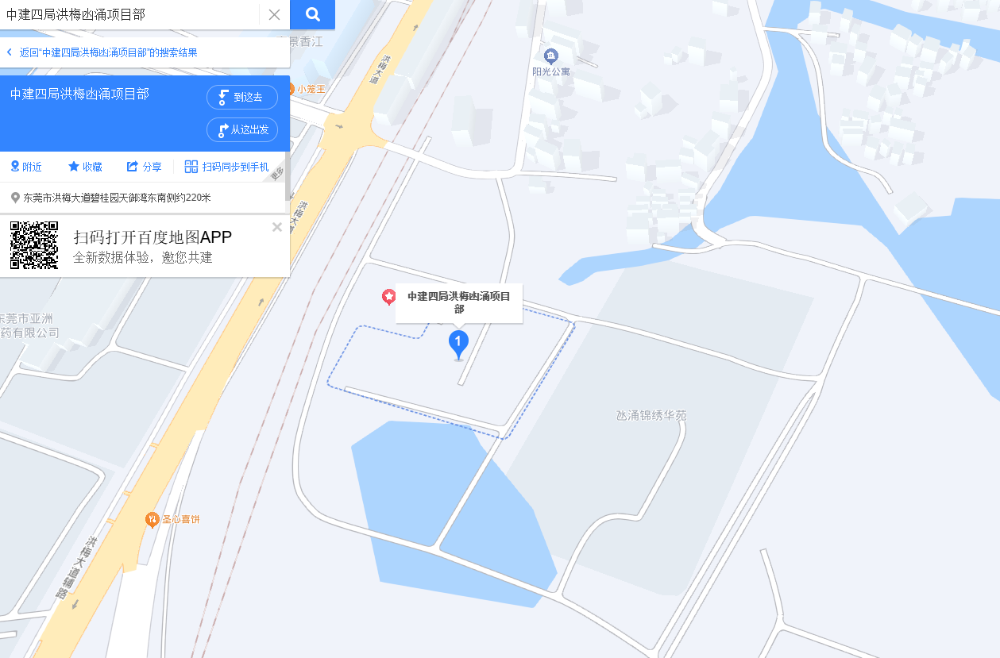 中建四局洪梅凼涌项目部
返回"中建四局洪梅凼涌项目部"的搜索结果
中建四局洪梅凼涌项目部
到这去
从这出发
附近
收藏
分享
扫码同步到手机
更多
东莞市洪梅大道碧桂园天御湾东南侧约220米
扫码打开百度地图APP
全新数据体验，邀您共建
景香江
小笼王
洪梅大道
阳光公寓
洪梅大
中建四局洪梅凼涌项目
部
1
东莞市亚洲
药有限公司
氹涌锦绣华苑
圣心喜饼
洪梅大道辅路